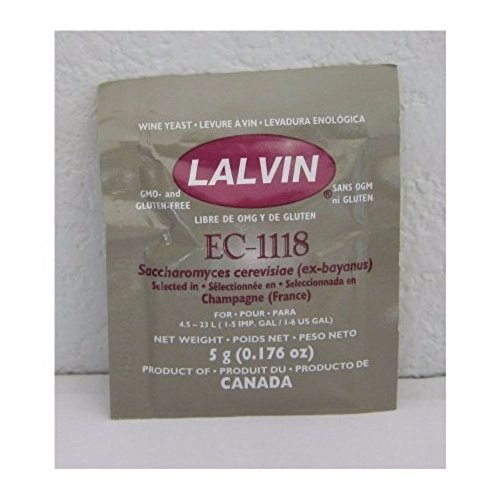 WINE YEAST • LEVURE À VIN • LEVADURA ENOLÓGICA
LALVIN
®
GMO- and
GLUTEN-FREE
SANS OGM
ni GLUTEN
LIBRE DE OMG Y DE GLUTEN
EC-1118
Saccharomyces cerevisiae (ex-bayanus)
Selected in • Sélectionnée en • Seleccionnada en
Champagne (France)
FOR • POUR • PARA
4.5 – 23 L ( 1-5 IMP. GAL / 1-6 US GAL)
NET WEIGHT • POIDS NET • PESO NETO
5 g (0.176 oz)
PRODUCT OF • PRODUIT DU • PRODUCTO DE
CANADA